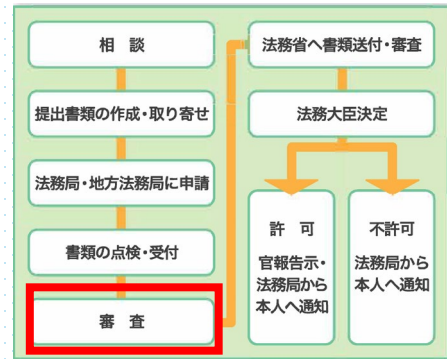 相 談
提出書類の作成・取り寄せ
法務局・地方法務局に申請
書類の点検・受付
審 査
法務省へ書類送付・審査
法務大臣決定
許 可
官報告示・
法務局から
本人へ通知
不許可
法務局から
本人へ通知